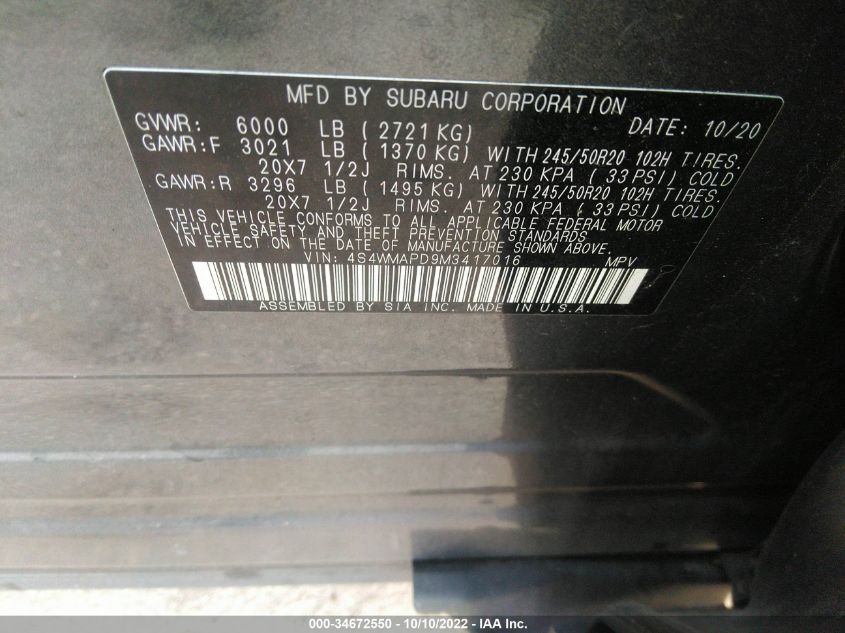 MFD BY SUBARU CORPORATION
GVWR: 6000 LB (2721 KG) DATE: 10/20
GAWR:F 3021 LB (1370 KG) WITH 245/50R20 102H TIRES.
20X7 1/2J RIMS. AT 230 KPA (33 PSI) COLD
GAWR:R 3296 LB (1495 KG) WITH 245/50R20 102H TIRES.
20X7 1/2J RIMS. AT 230 KPA (33 PSI) COLD
THIS VEHICLE CONFORMS TO ALL APPLICABLE FEDERAL MOTOR
VEHICLE SAFETY AND THEFT PREVENTION STANDARDS
IN EFFECT ON THE DATE OF MANUFACTURE SHOWN ABOVE.
VIN: 4S4WMAPD9M3417016 MPV
ASSEMBLED BY SIA INC. MADE IN U.S.A.
000-34672550 - 10/10/2022 - IAA Inc.